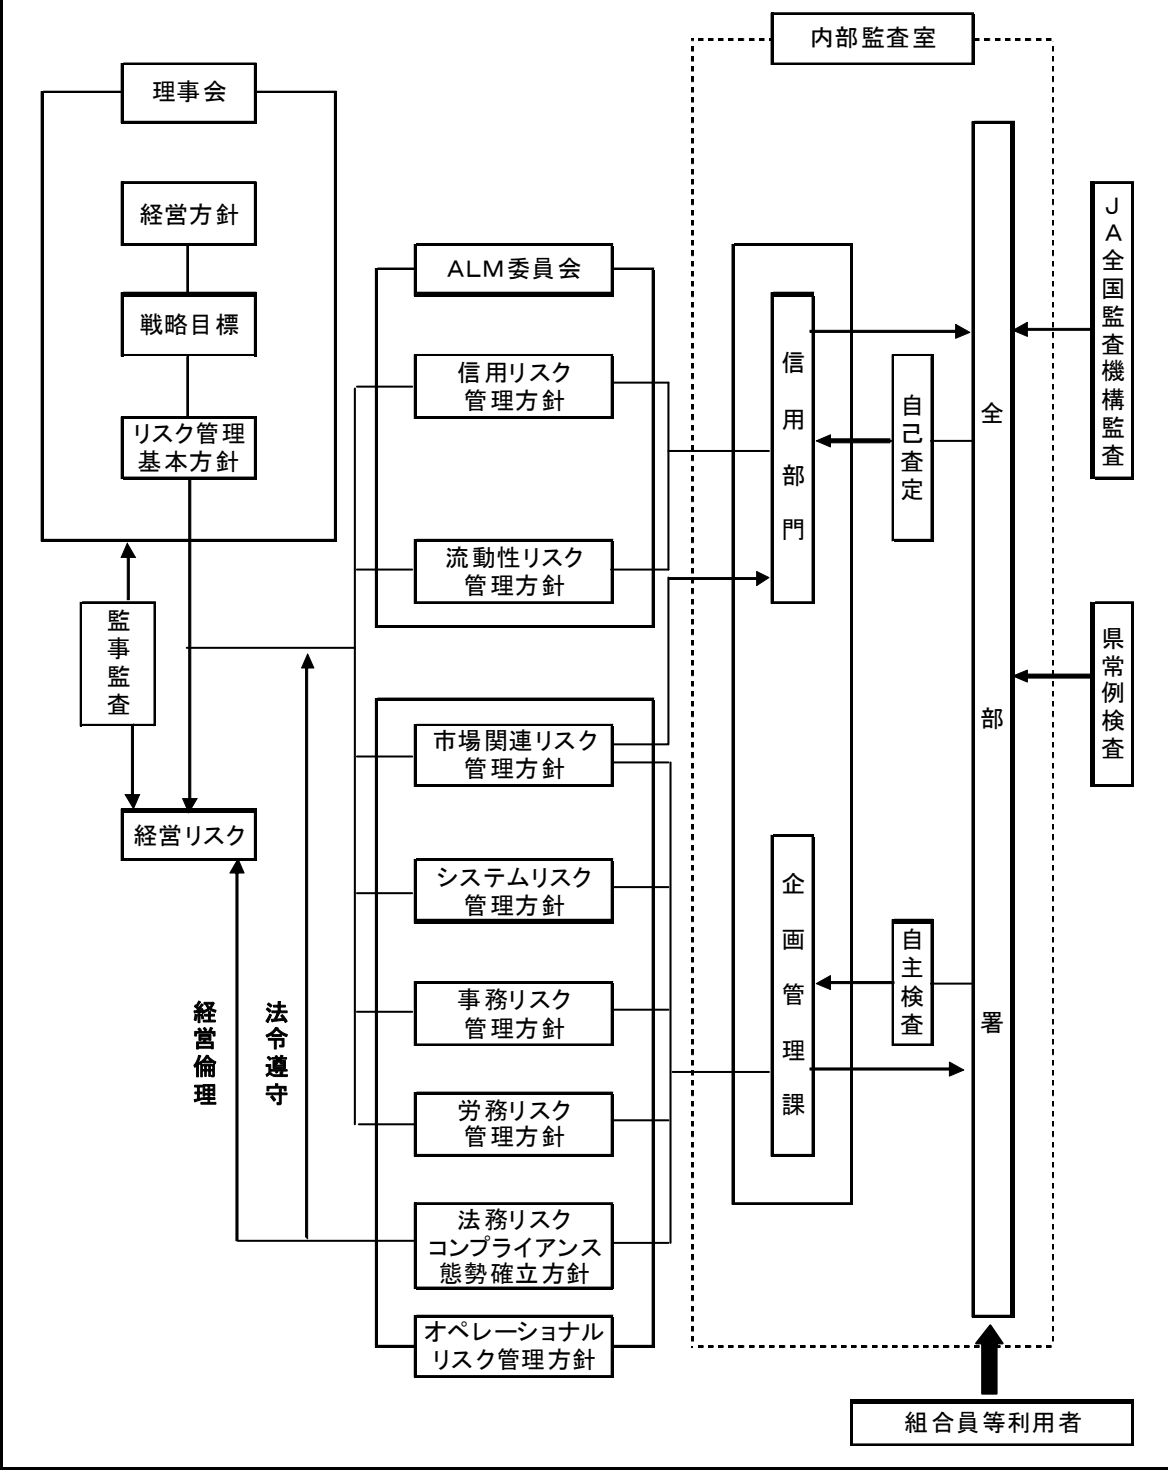 内部監査室
理事会
経営方針
戦略目標
リスク管理
基本方針
監事監査
経営リスク
経営倫理
法令遵守
ALM委員会
信用リスク
管理方針
流動性リスク
管理方針
市場関連リスク
管理方針
システムリスク
管理方針
事務リスク
管理方針
労務リスク
管理方針
法務リスク
コンプライアンス
態勢確立方針
オペレーショナル
リスク管理方針
信用部門
企画管理課
自己査定
自主検査
全部署
JA全国監査機構監査
県常例検査
組合員等利用者